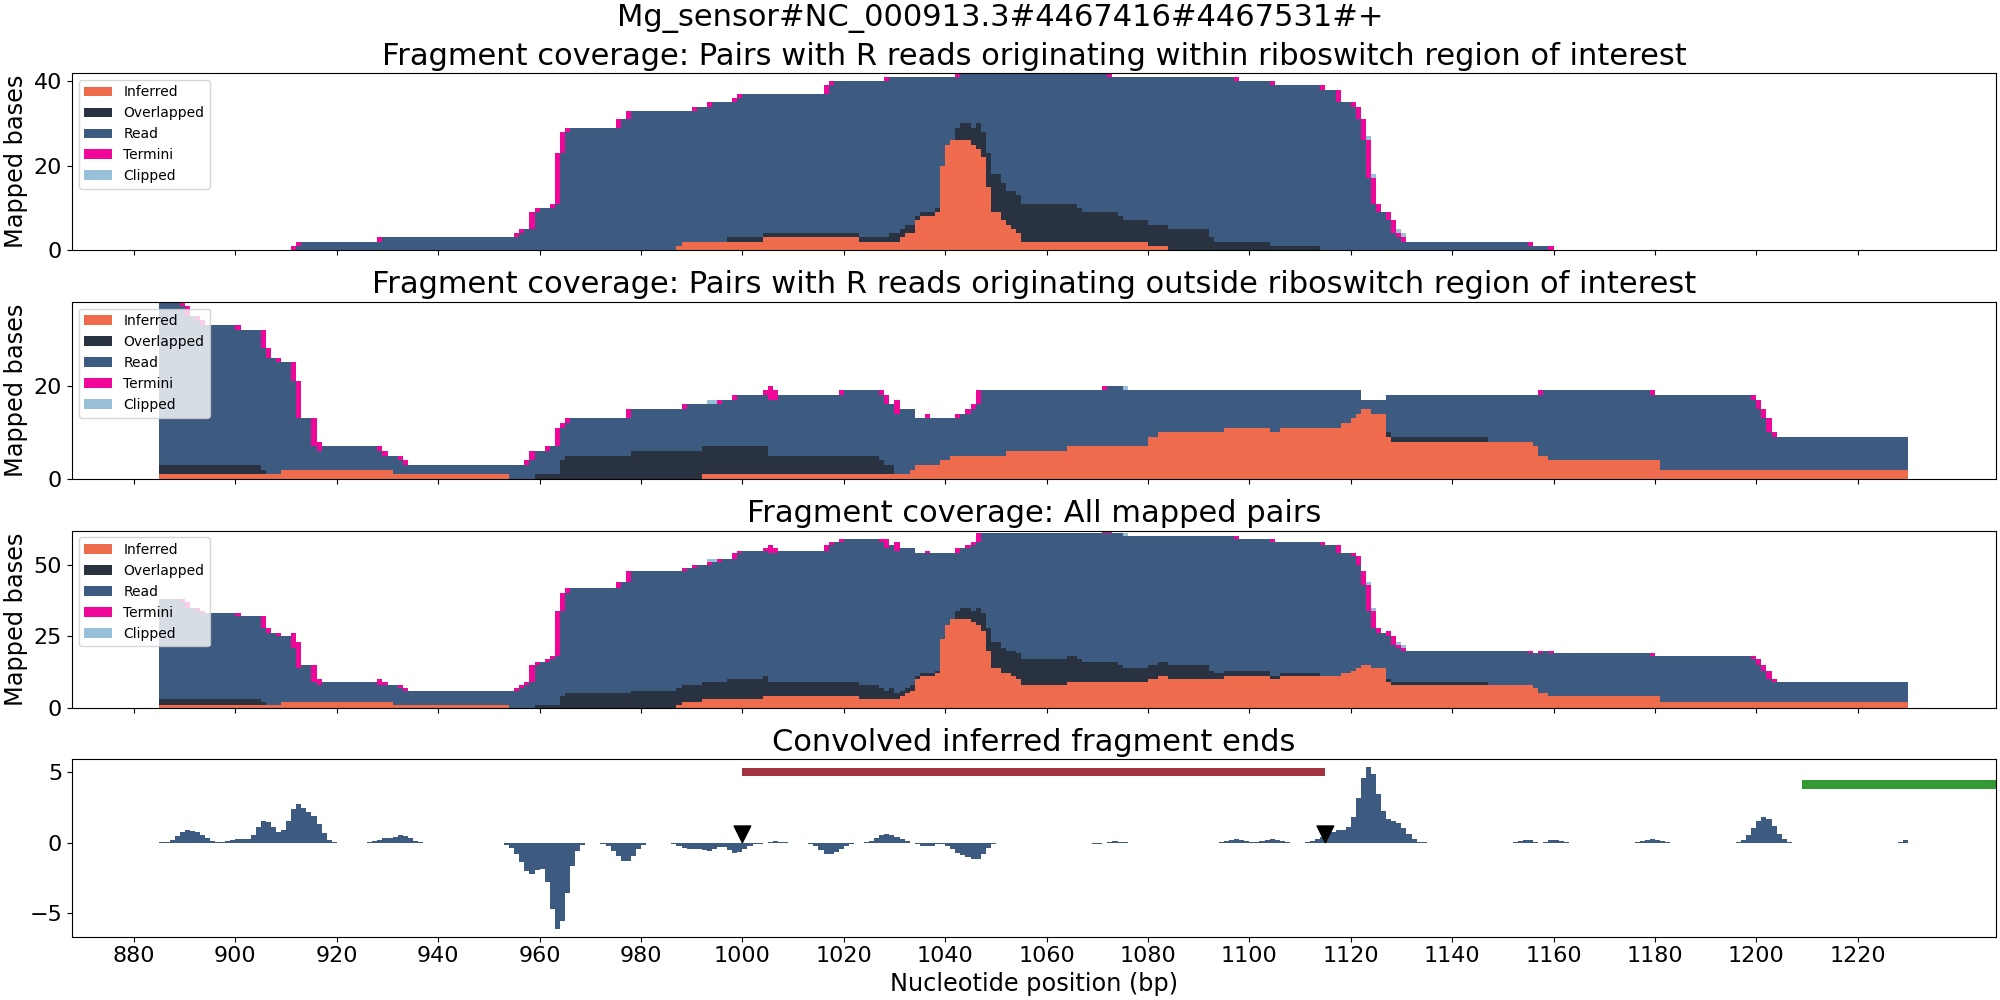 Mg_sensor#NC_000913.3#4467416#4467531#+
Fragment coverage: Pairs with R reads originating within riboswitch region of interest
Mapped bases
40
20
0
Inferred
Overlapped
Read
Termini
Clipped
Fragment coverage: Pairs with R reads originating outside riboswitch region of interest
Mapped bases
20
0
Inferred
Overlapped
Read
Termini
Clipped
Fragment coverage: All mapped pairs
Mapped bases
50
25
0
Inferred
Overlapped
Read
Termini
Clipped
Convolved inferred fragment ends
5
0
−5
880 900 920 940 960 980 1000 1020 1040 1060 1080 1100 1120 1140 1160 1180 1200 1220
Nucleotide position (bp)